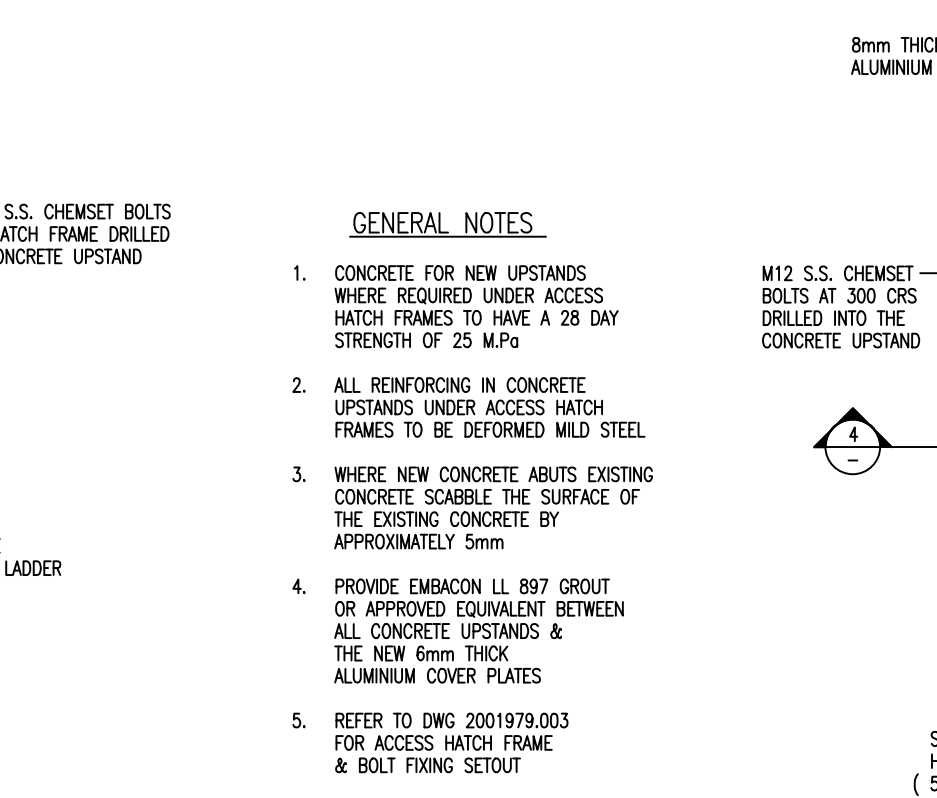 8mm
ALUMINIUM
S.S. CHEMSET BOLTS
HATCH FRAME DRILLED
CONCRETE UPSTAND
LADDER
GENERAL NOTES
1. CONCRETE FOR NEW UPSTANDS
WHERE REQUIRED UNDER ACCESS
HATCH FRAMES TO HAVE A 28 DAY
STRENGTH OF 25 M.Pa
2. ALL REINFORCING IN CONCRETE
UPSTANDS UNDER ACCESS HATCH
FRAMES TO BE DEFORMED MILD STEEL
3. WHERE NEW CONCRETE ABUTS EXISTING
CONCRETE SCABBLE THE SURFACE OF
THE EXISTING CONCRETE BY
APPROXIMATELY 5mm
4. PROVIDE EMBACON LL 897 GROUT
OR APPROVED EQUIVALENT BETWEEN
ALL CONCRETE UPSTANDS &
THE NEW 6mm THICK
ALUMINIUM COVER PLATES
5. REFER TO DWG 2001979.003
FOR ACCESS HATCH FRAME
& BOLT FIXING SETOUT
M12 S.S. CHEMSET
BOLTS AT 300 CRS
DRILLED INTO THE
CONCRETE UPSTAND
4
–